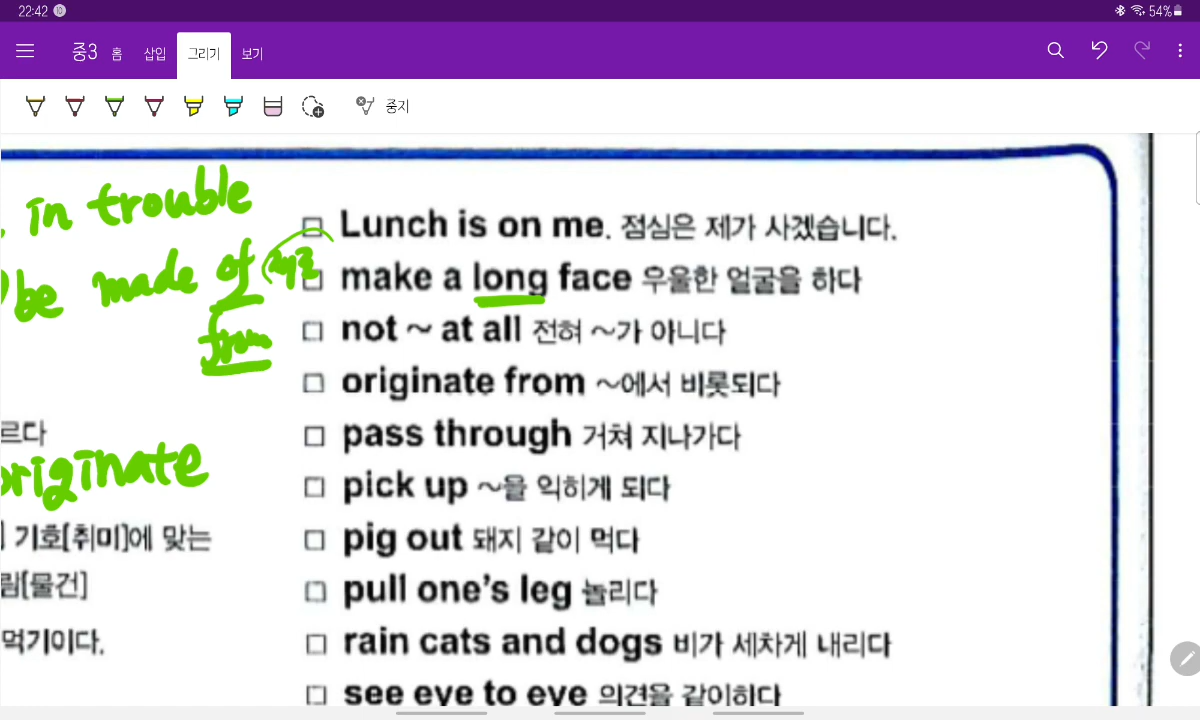 22:42 54%
중3 홈 삽입 그리기 보기
중지
in trouble
be made of
from
르다
originate
기호[취미]에 맞는
림[물건]
먹기이다.
□ Lunch is on me. 점심은 제가 사겠습니다.
□ make a long face 우울한 얼굴을 하다
□ not ~ at all 전혀 ~가 아니다
□ originate from ~에서 비롯되다
□ pass through 거쳐 지나가다
□ pick up ~을 익히게 되다
□ pig out 돼지 같이 먹다
□ pull one's leg 놀리다
□ rain cats and dogs 비가 세차게 내리다
□ see eye to eye 의견을 같이하다